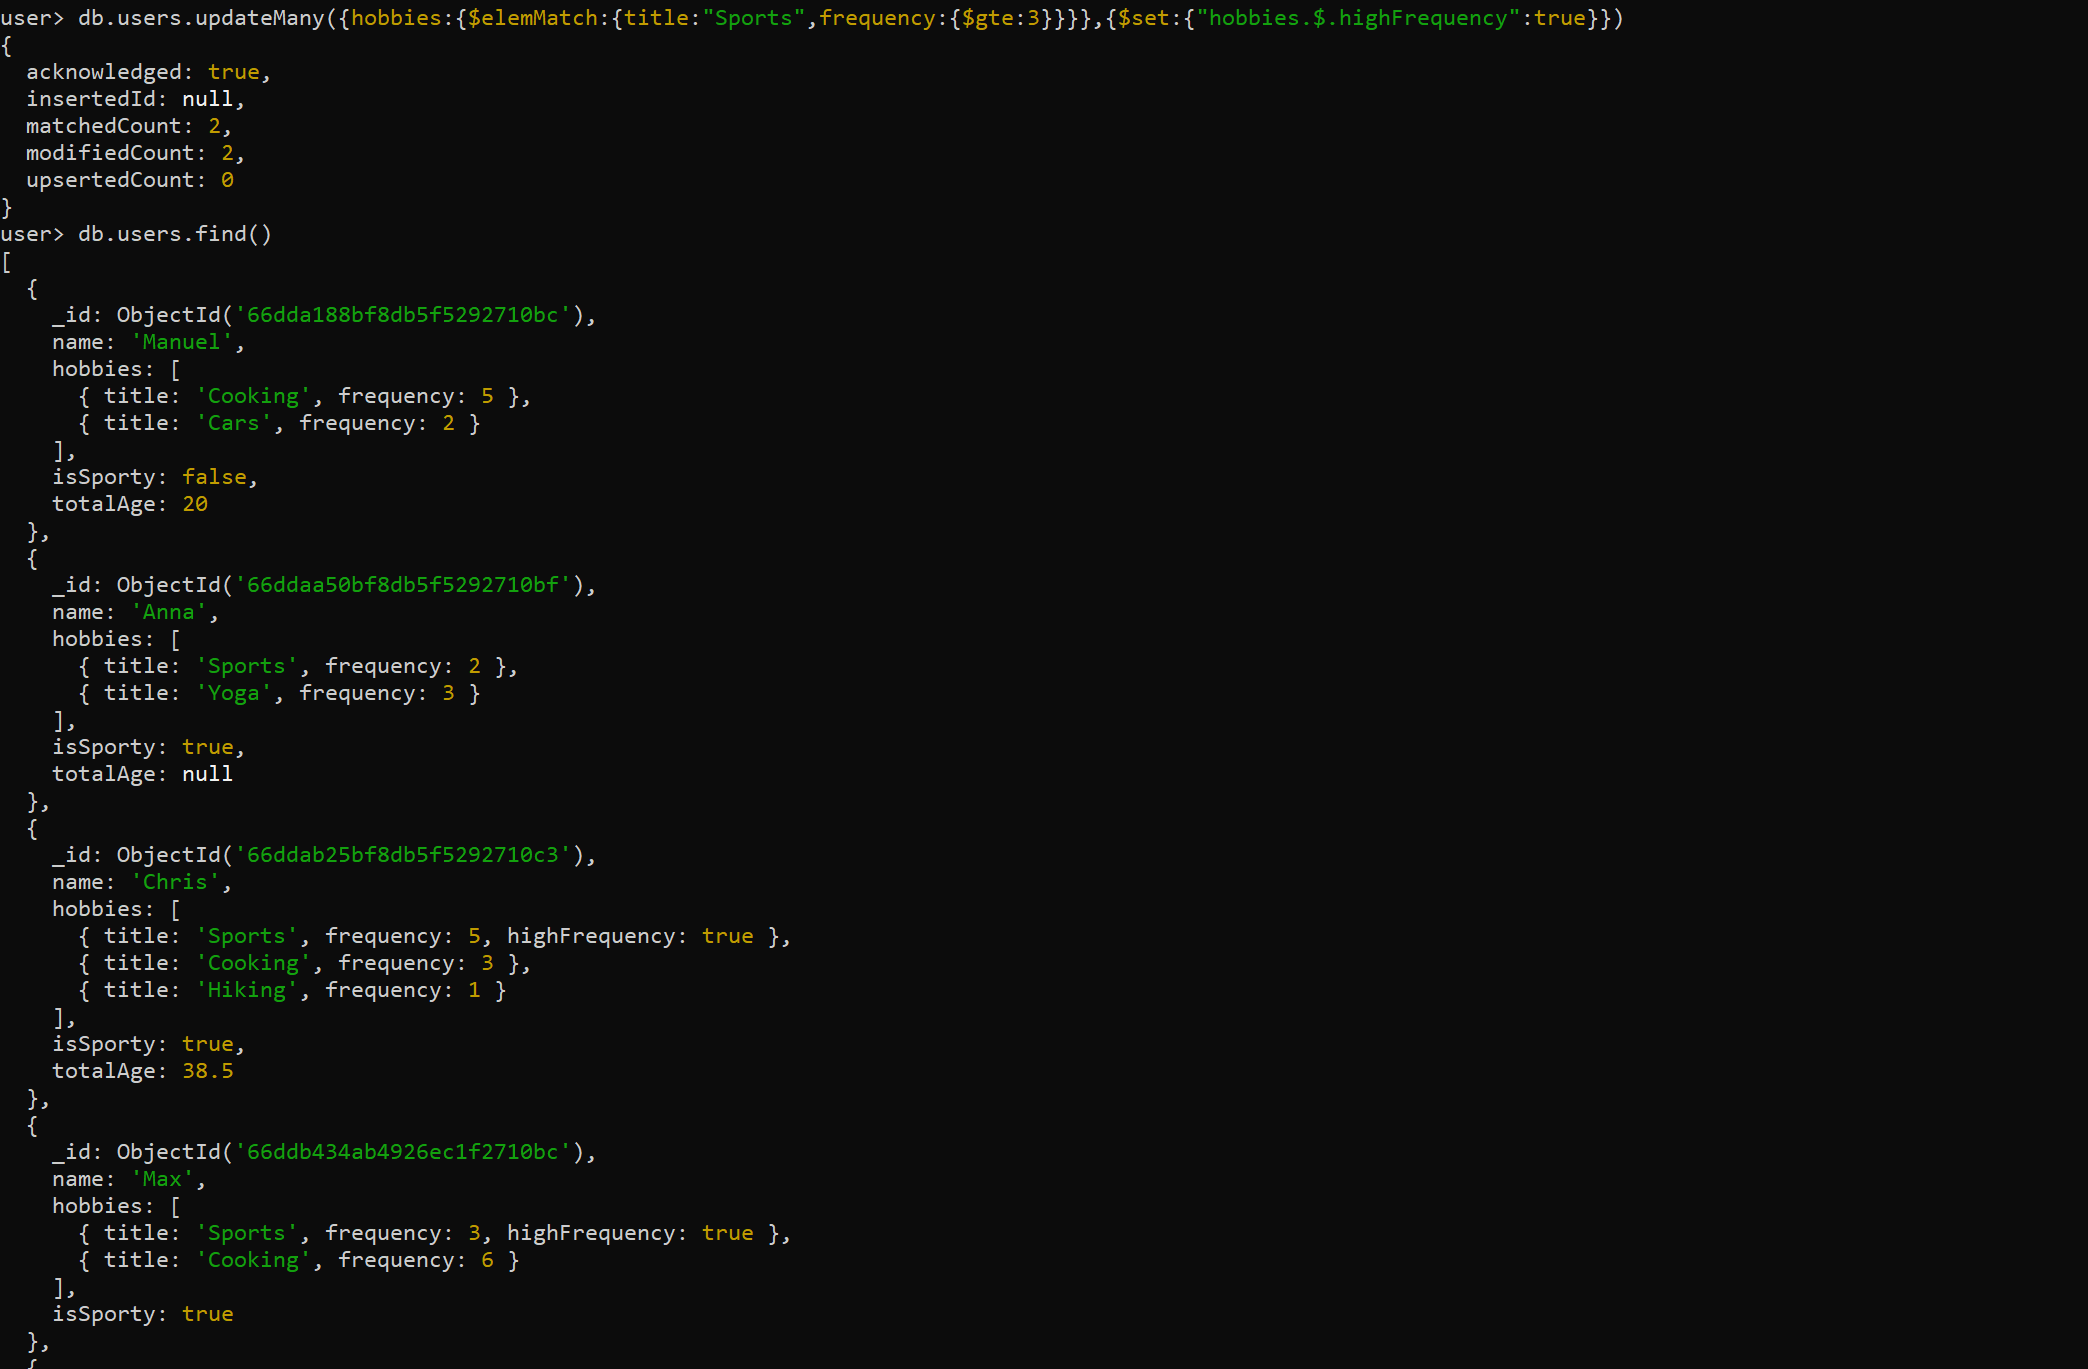 user> db.users.updateMany({hobbies:{$elemMatch:{title:"Sports",frequency:{$gte:3}}}},{$set:{"hobbies.$.highFrequency":true}})
{
  acknowledged: true,
  insertedId: null,
  matchedCount: 2,
  modifiedCount: 2,
  upsertedCount: 0
}
user> db.users.find()
[
  {
    _id: ObjectId('66dda188bf8db5f5292710bc'),
    name: 'Manuel',
    hobbies: [
      { title: 'Cooking', frequency: 5 },
      { title: 'Cars', frequency: 2 }
    ],
    isSporty: false,
    totalAge: 20
  },
  {
    _id: ObjectId('66ddaa50bf8db5f5292710bf'),
    name: 'Anna',
    hobbies: [
      { title: 'Sports', frequency: 2 },
      { title: 'Yoga', frequency: 3 }
    ],
    isSporty: true,
    totalAge: null
  },
  {
    _id: ObjectId('66ddab25bf8db5f5292710c3'),
    name: 'Chris',
    hobbies: [
      { title: 'Sports', frequency: 5, highFrequency: true },
      { title: 'Cooking', frequency: 3 },
      { title: 'Hiking', frequency: 1 }
    ],
    isSporty: true,
    totalAge: 38.5
  },
  {
    _id: ObjectId('66ddb434ab4926ec1f2710bc'),
    name: 'Max',
    hobbies: [
      { title: 'Sports', frequency: 3, highFrequency: true },
      { title: 'Cooking', frequency: 6 }
    ],
    isSporty: true
  },
  {